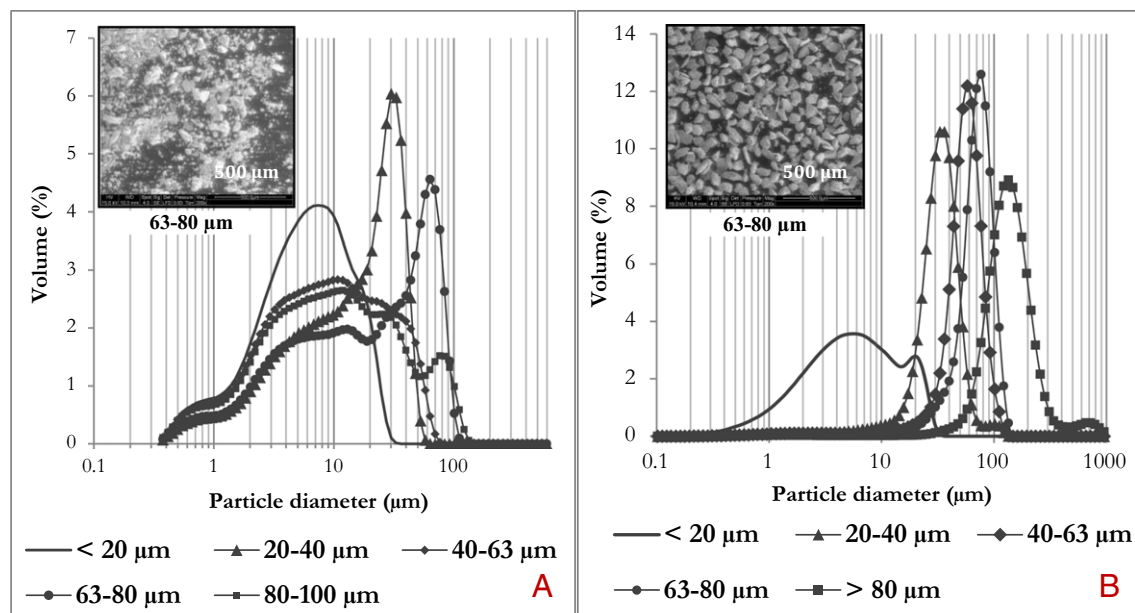 7
6
5
4
3
2
1
0
Volume (%)
500 µm
63-80 µm
0.1 1 10 100
Particle diameter (µm)
< 20 µm 20-40 µm 40-63 µm
63-80 µm 80-100 µm
A
14
12
10
8
6
4
2
0
Volume (%)
500 µm
63-80 µm
0.1 1 10 100 1000
Particle diameter (µm)
< 20 µm 20-40 µm 40-63 µm
63-80 µm > 80 µm
B